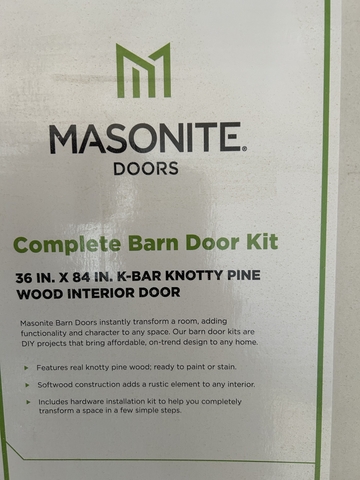 MASONITE®
DOORS
Complete Barn Door Kit
36 IN. X 84 IN. K-BAR KNOTTY PINE
WOOD INTERIOR DOOR
Masonite Barn Doors instantly transform a room, adding
functionality and character to any space. Our barn door kits are
DIY projects that bring affordable, on-trend design to any home.
Features real knotty pine wood; ready to paint or stain.
Softwood construction adds a rustic element to any interior.
Includes hardware installation kit to help you completely
transform a space in a few simple steps.